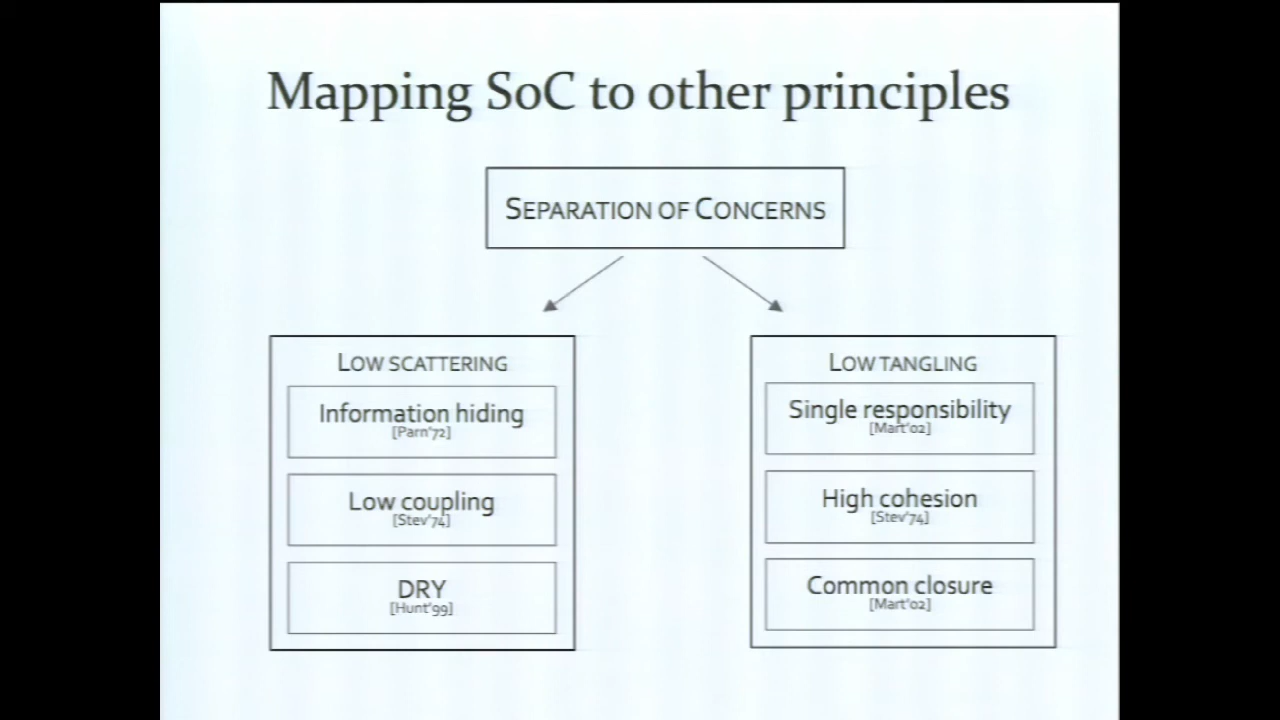 Mapping SoC to other principles
SEPARATION OF CONCERNS
LOW SCATTERING
Information hiding
[Parn'72]
Low coupling
[Stev'74]
DRY
[Hunt'99]
LOW TANGLING
Single responsibility
[Mart'02]
High cohesion
[Stev'74]
Common closure
[Mart'02]